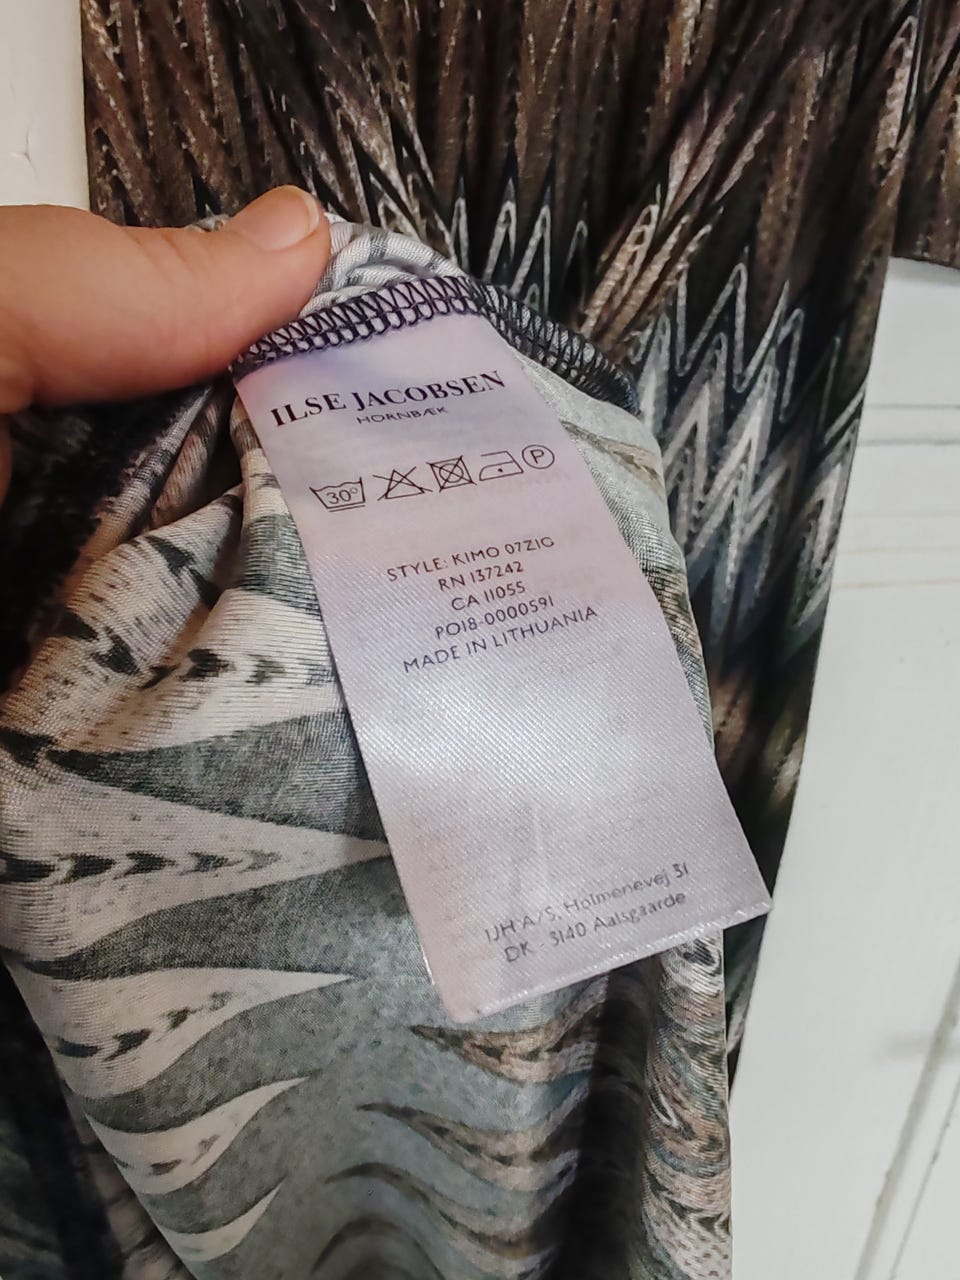 ILSE JACOBSEN
HORNBÆK
30°
P
STYLE: KIMO 07ZIG
RN 137242
CA 11055
PO18-0000591
MADE IN LITHUANIA
IJH A/S, Holmenevej 31
DK - 3140 Aalsgaarde